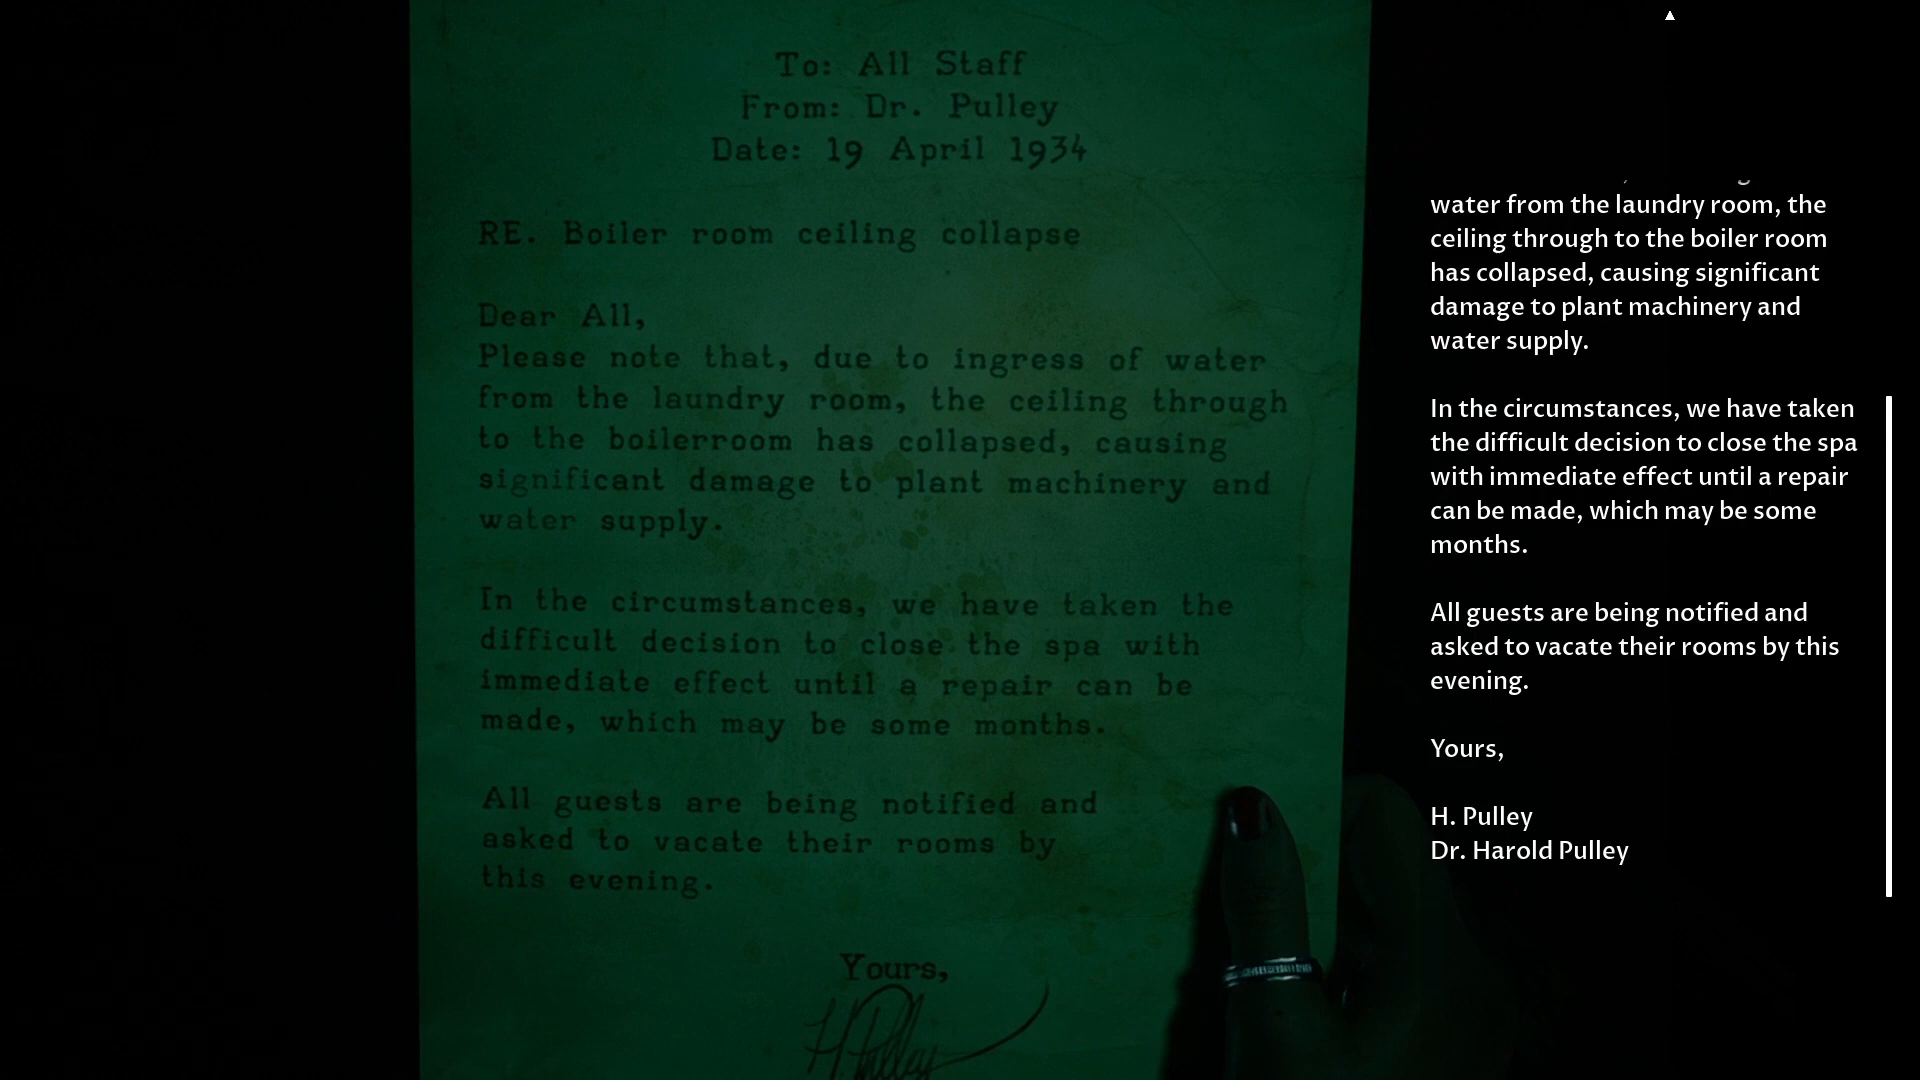 To: All Staff
From: Dr. Pulley
Date: 19 April 1934
RE. Boiler room ceiling collapse
Dear All,
Please note that, due to ingress of water
from the laundry room, the ceiling through
to the boilerroom has collapsed, causing
significant damage to plant machinery and
water supply.
In the circumstances, we have taken the
difficult decision to close the spa with
immediate effect until a repair can be
made, which may be some months.
All guests are being notified and
asked to vacate their rooms by
this evening.
Yours,
H. Pulley
water from the laundry room, the
ceiling through to the boiler room
has collapsed, causing significant
damage to plant machinery and
water supply.
In the circumstances, we have taken
the difficult decision to close the spa
with immediate effect until a repair
can be made, which may be some
months.
All guests are being notified and
asked to vacate their rooms by this
evening.
Yours,
H. Pulley
Dr. Harold Pulley